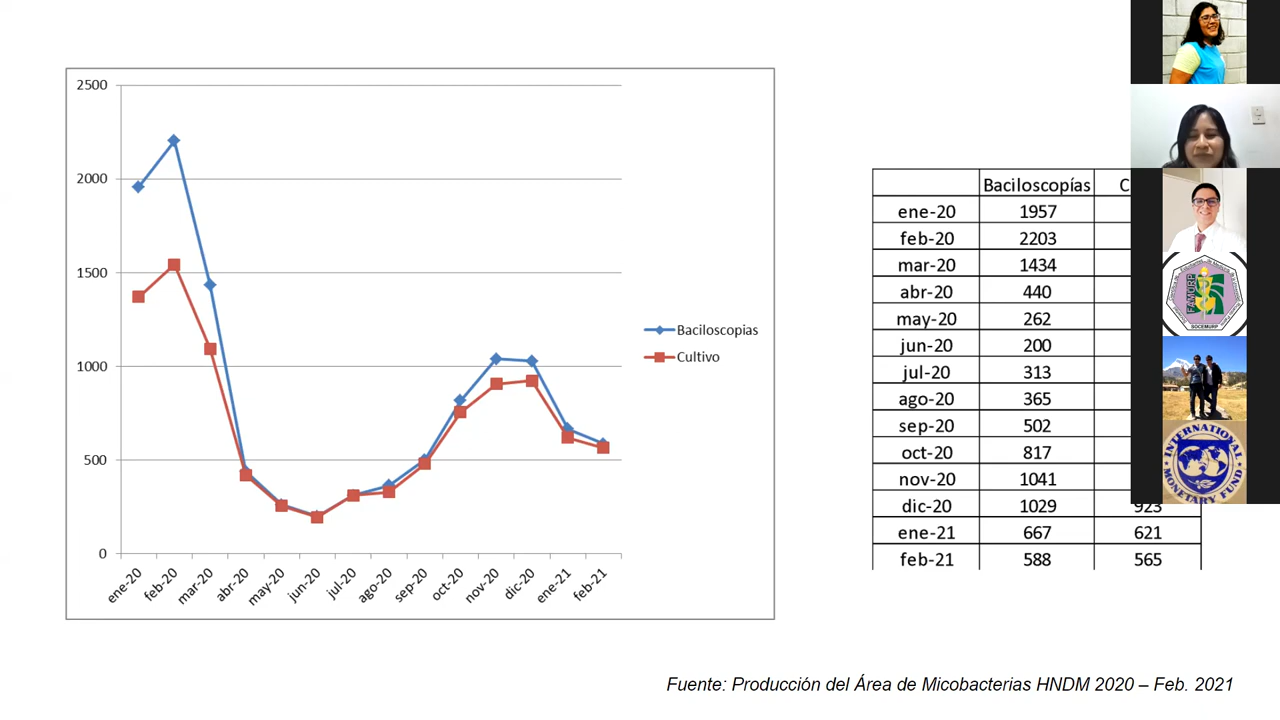 2500
2000
1500
1000
500
0
ene-20
feb-20
mar-20
abr-20
may-20
jun-20
jul-20
ago-20
sep-20
oct-20
nov-20
dic-20
ene-21
feb-21
Baciloscopias
Cultivo
Baciloscopías C
ene-20 1957
feb-20 2203
mar-20 1434
abr-20 440
may-20 262
jun-20 200
jul-20 313
ago-20 365
sep-20 502
oct-20 817
nov-20 1041
dic-20 1029 923
ene-21 667 621
feb-21 588 565
FAMURP
SOCEMURP
INTERNATIONAL
MONETARY FUND
Fuente: Producción del Área de Micobacterias HNDM 2020 – Feb. 2021